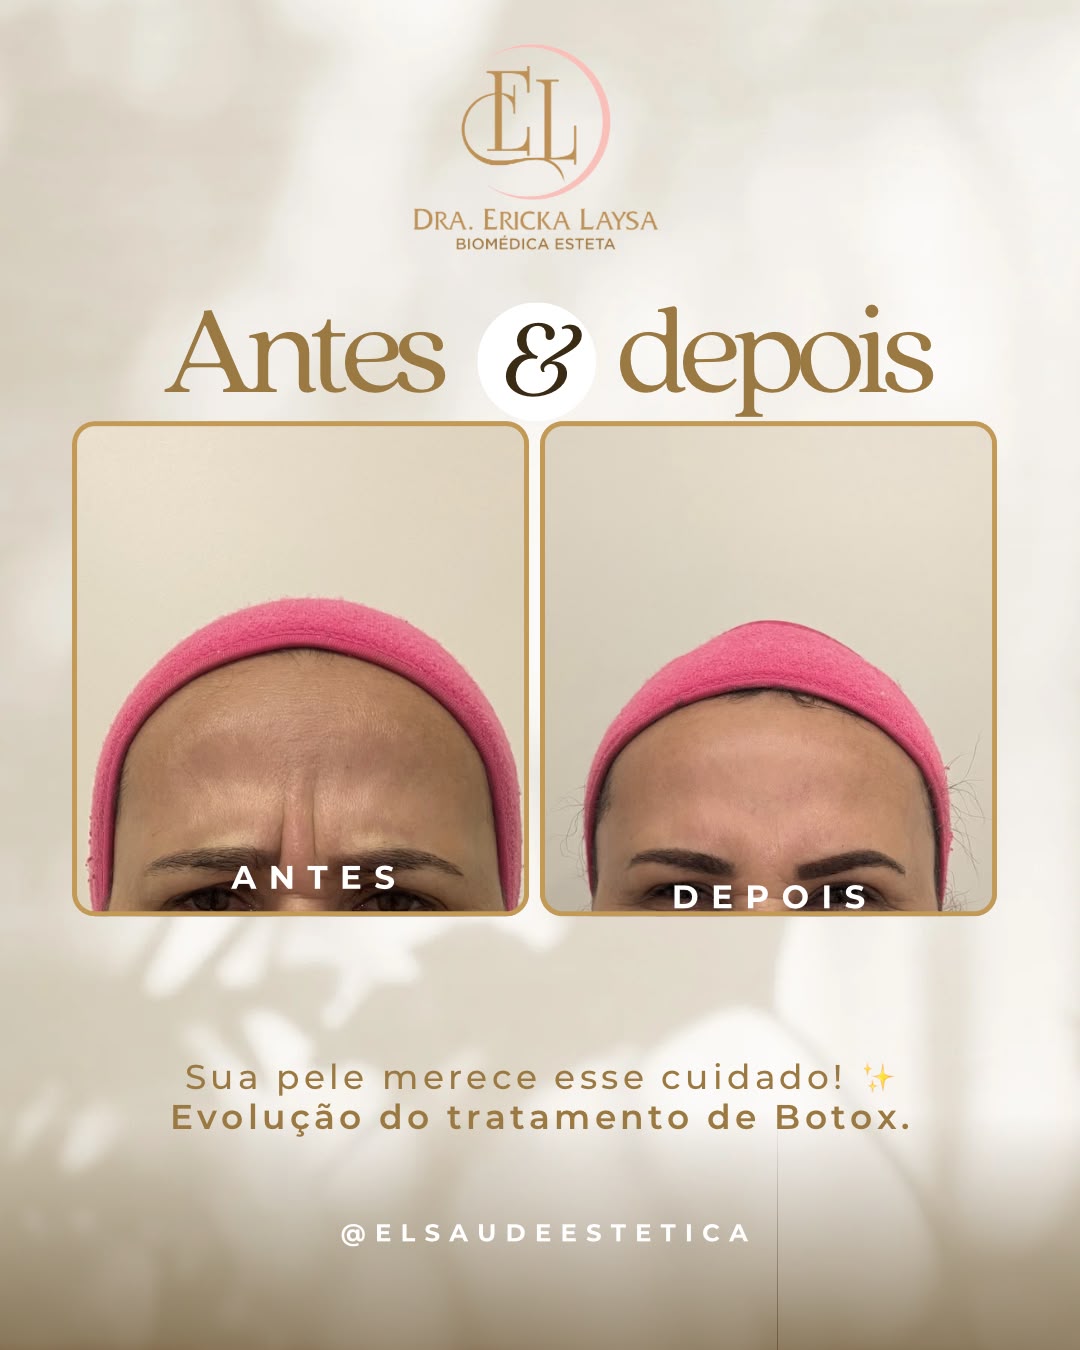 EL
DRA. ERICKA LAYSA
BIOMÉDICA ESTETA
Antes & depois
ANTES
DEPOIS
Sua pele merece esse cuidado! ✨
Evolução do tratamento de Botox.
@ELSAUDEESTETICA